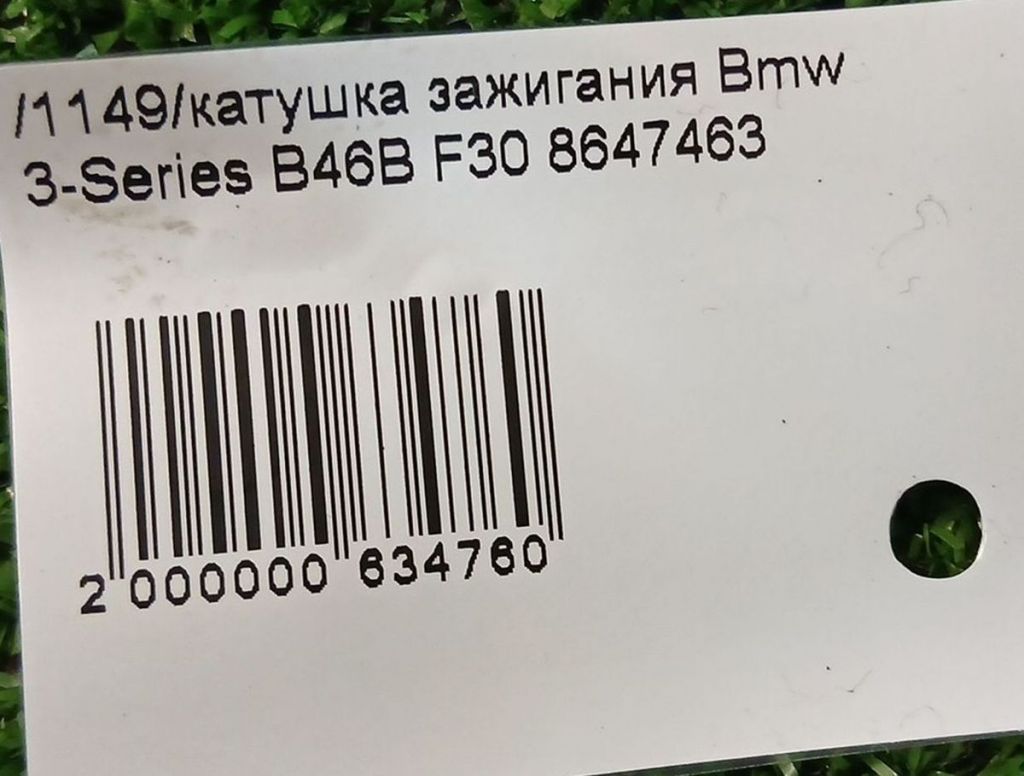 /1149/катушка зажигания Bmw
3-Series B46B F30 8647463
2 000000 634760